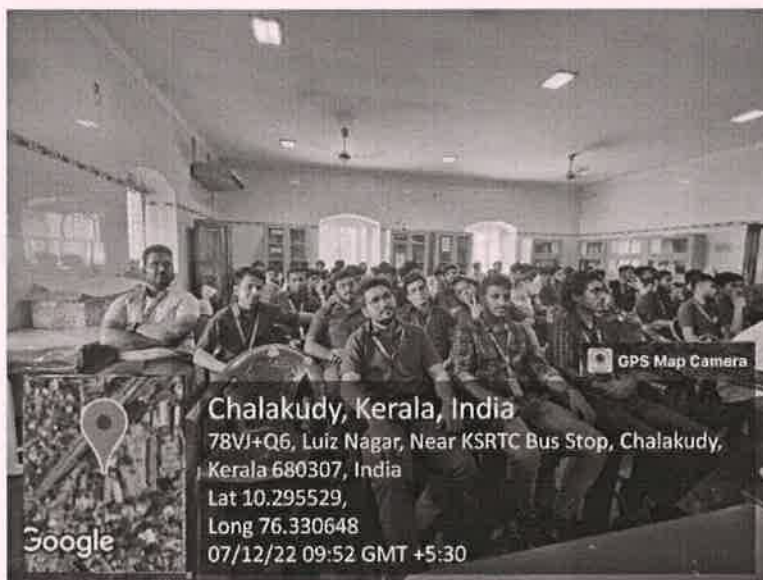 GPS Map Camera
Chalakudy, Kerala, India
78VJ+Q6, Luiz Nagar, Near KSRTC Bus Stop, Chalakudy,
Kerala 680307, India
Lat 10.295529,
Long 76.330648
07/12/22 09:52 GMT +5:30
Google